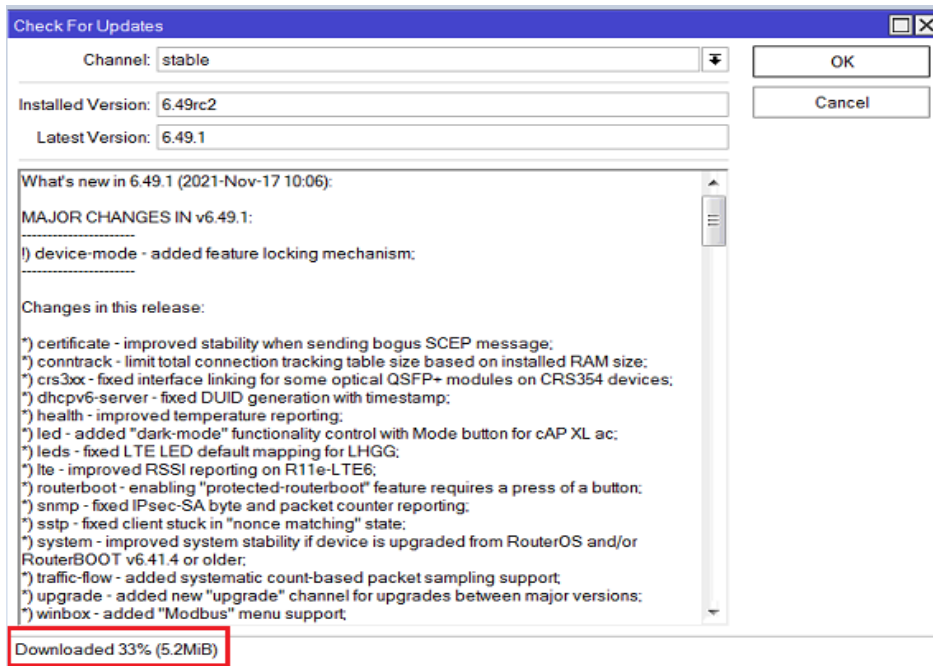 Check For Updates
Channel: stable
OK
Installed Version: 6.49rc2
Cancel
Latest Version: 6.49.1
What's new in 6.49.1 (2021-Nov-17 10:06):
MAJOR CHANGES IN v6.49.1:
----------------------
!) device-mode - added feature locking mechanism;
----------------------
Changes in this release:
*) certificate - improved stability when sending bogus SCEP message;
*) conntrack - limit total connection tracking table size based on installed RAM size;
*) crs3xx - fixed interface linking for some optical QSFP+ modules on CRS354 devices;
*) dhcpv6-server - fixed DUID generation with timestamp;
*) health - improved temperature reporting;
*) led - added "dark-mode" functionality control with Mode button for cAP XL ac;
*) leds - fixed LTE LED default mapping for LHGG;
*) lte - improved RSSI reporting on R11e-LTE6;
*) routerboot - enabling "protected-routerboot" feature requires a press of a button;
*) snmp - fixed IPsec-SA byte and packet counter reporting;
*) sstp - fixed client stuck in "nonce matching" state;
*) system - improved system stability if device is upgraded from RouterOS and/or
RouterBOOT v6.41.4 or older;
*) traffic-flow - added systematic count-based packet sampling support;
*) upgrade - added new "upgrade" channel for upgrades between major versions;
*) winbox - added "Modbus" menu support;
Downloaded 33% (5.2MiB)